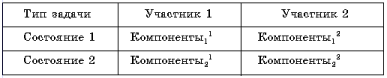 Тип задачи Участник 1 Участник 2
Состояние 1 Компоненты₁¹ Компоненты₁²
Состояние 2 Компоненты₂¹ Компоненты₂²